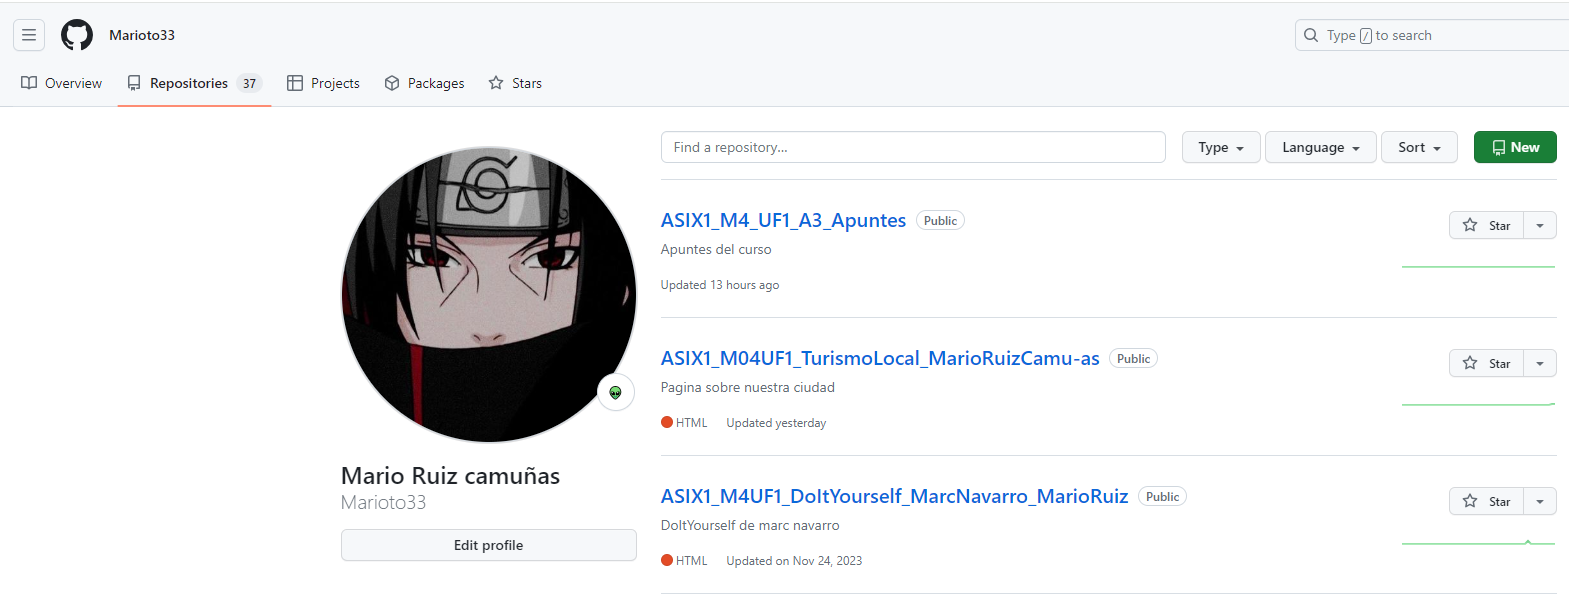 Marioto33
Type / to search
Overview Repositories 37 Projects Packages Stars
Find a repository... Type Language Sort New
ASIX1_M4_UF1_A3_Apuntes Public Star
Apuntes del curso
Updated 13 hours ago
ASIX1_M04UF1_TurismoLocal_MarioRuizCamu-as Public Star
Pagina sobre nuestra ciudad
HTML Updated yesterday
ASIX1_M4UF1_DoItYourself_MarcNavarro_MarioRuiz Public Star
DoItYourself de marc navarro
HTML Updated on Nov 24, 2023
Mario Ruiz camuñas
Marioto33
Edit profile